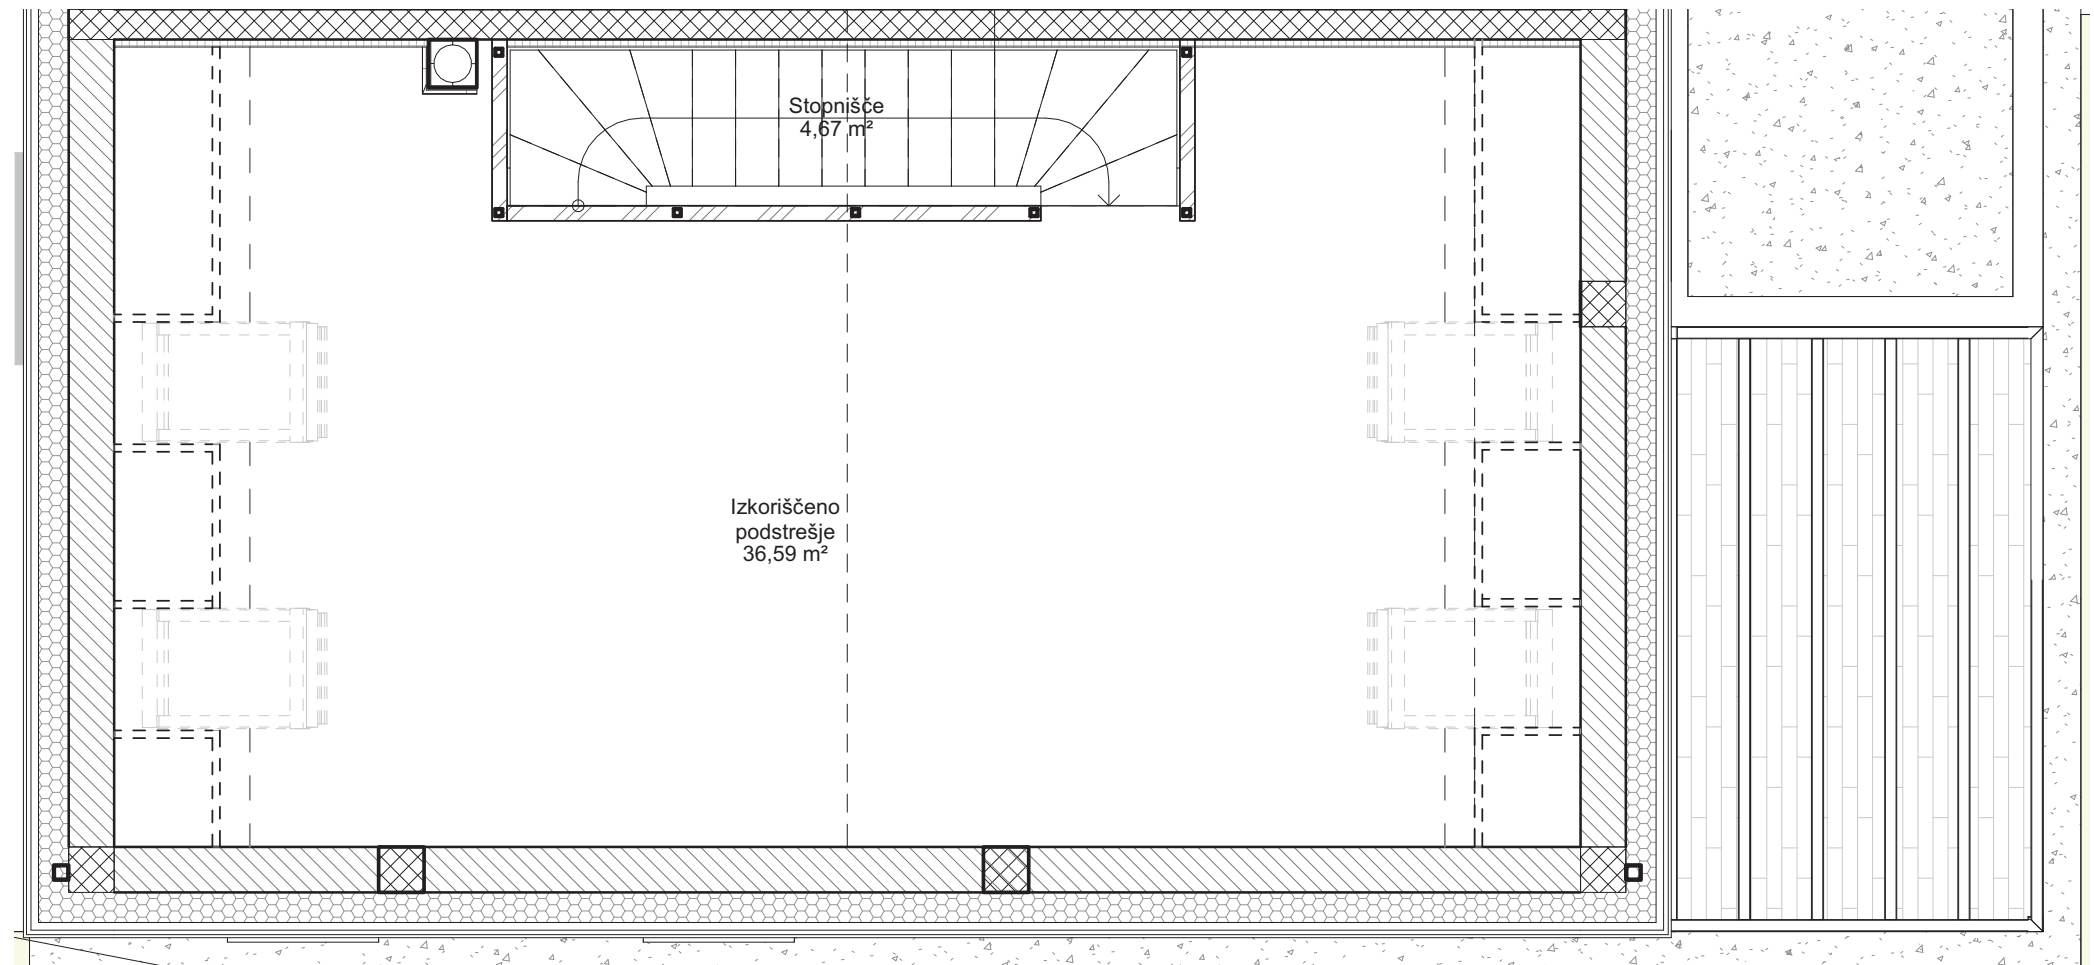 Stopnišče
4,67 m²
Izkoriščeno
podstrešje
36,59 m²